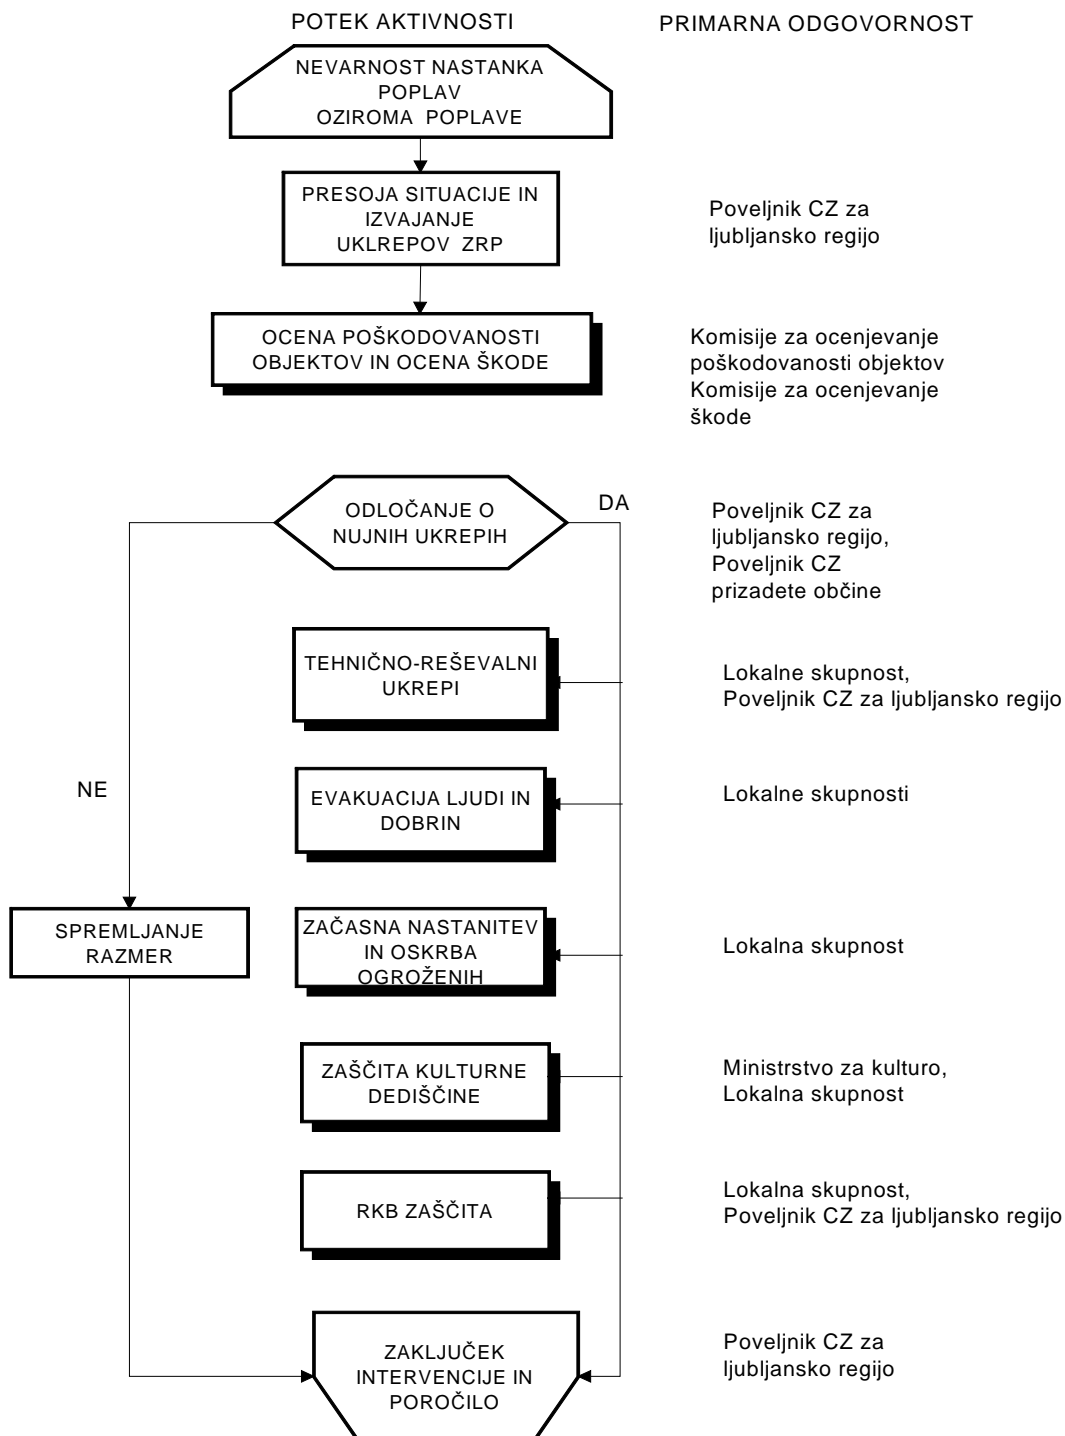 POTEK AKTIVNOSTI
PRIMARNA ODGOVORNOST
NEVARNOST NASTANKA
POPLAV
OZIROMA POPLAVE
PRESOJA SITUACIJE IN
IZVAJANJE
UKLREPOV ZRP
Poveljnik CZ za
ljubljansko regijo
OCENA POŠKODOVANOSTI
OBJEKTOV IN OCENA ŠKODE
Komisije za ocenjevanje
poškodovanosti objektov
Komisije za ocenjevanje
škode
ODLOČANJE O
NUJNIH UKREPIH
DA
Poveljnik CZ za
ljubljansko regijo,
Poveljnik CZ
prizadete občine
TEHNIČNO-REŠEVALNI
UKREPI
Lokalne skupnost,
Poveljnik CZ za ljubljansko regijo
NE
EVAKUACIJA LJUDI IN
DOBRIN
Lokalne skupnosti
SPREMLJANJE
RAZMER
ZAČASNA NASTANITEV
IN OSKRBA
OGROŽENIH
Lokalna skupnost
ZAŠČITA KULTURNE
DEDIŠČINE
Ministrstvo za kulturo,
Lokalna skupnost
RKB ZAŠČITA
Lokalna skupnost,
Poveljnik CZ za ljubljansko regijo
ZAKLJUČEK
INTERVENCIJE IN
POROČILO
Poveljnik CZ za
ljubljansko regijo